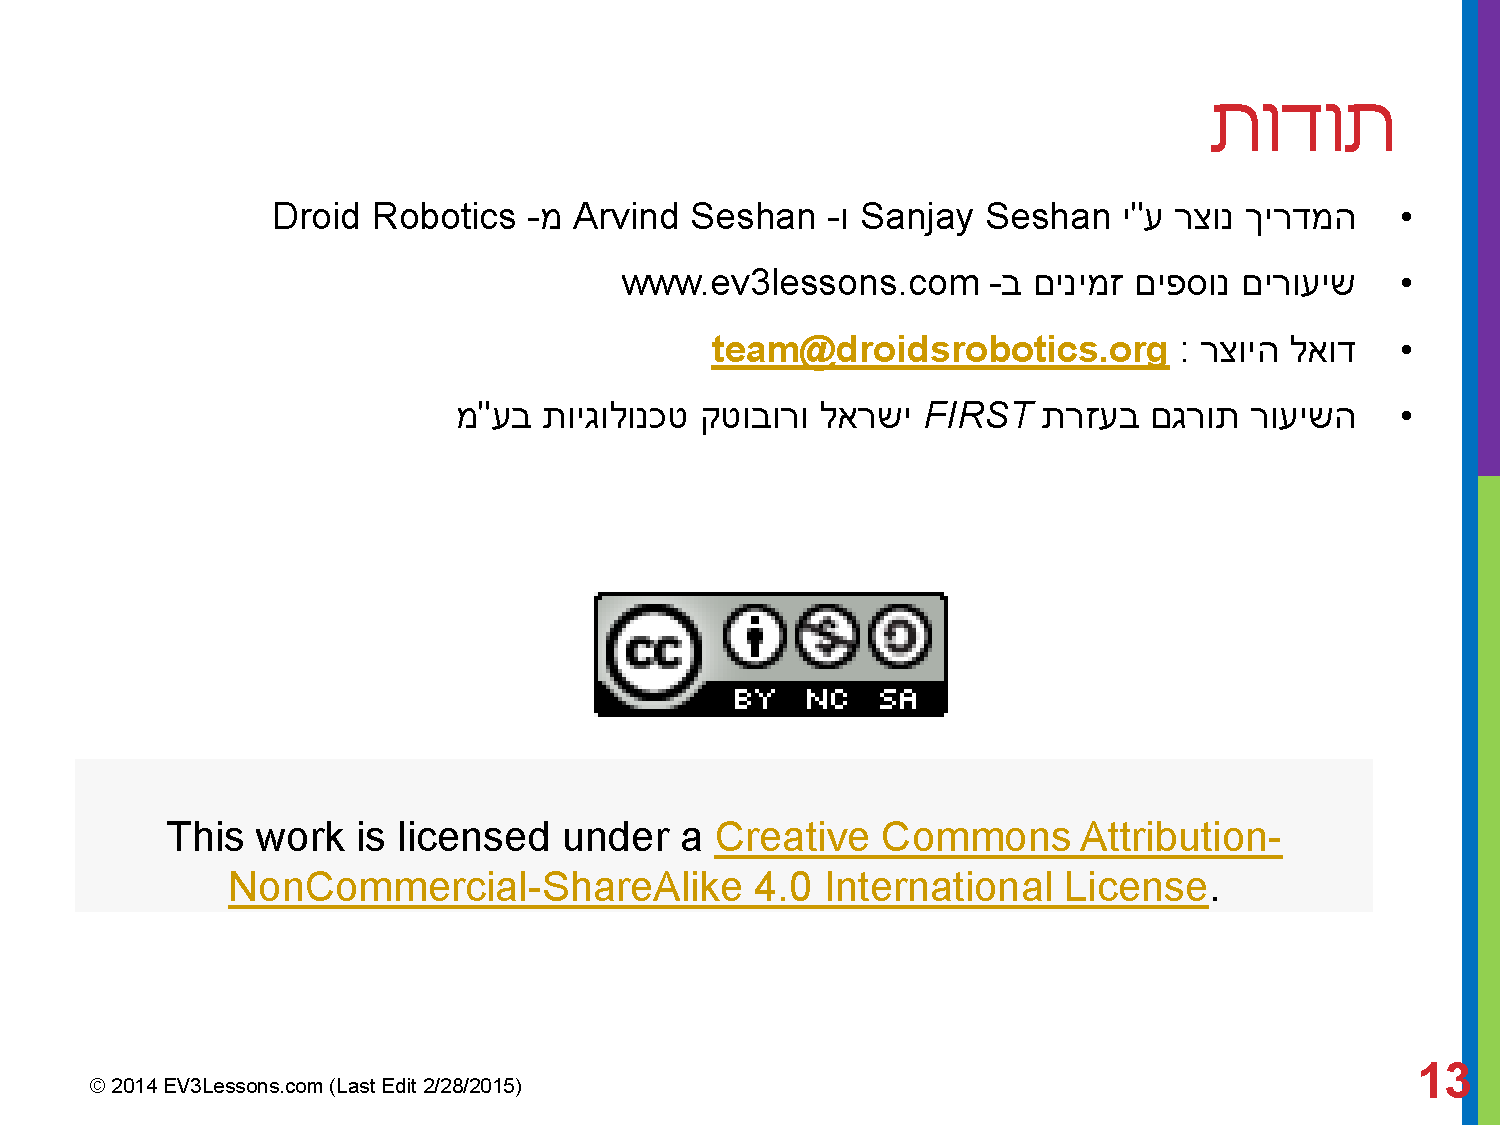 תודות
• המדריך נוצר ע"י Sanjay Seshan ו- Arvind Seshan מ- Droid Robotics
• שיעורים נוספים זמינים ב- www.ev3lessons.com
• דואל היוצר : team@droidsrobotics.org
• השיעור תורגם בעזרת FIRST ישראל ורובוטק טכנולוגיות בע"מ
cc
BY NC SA
This work is licensed under a Creative Commons Attribution-
NonCommercial-ShareAlike 4.0 International License.
© 2014 EV3Lessons.com (Last Edit 2/28/2015)
13